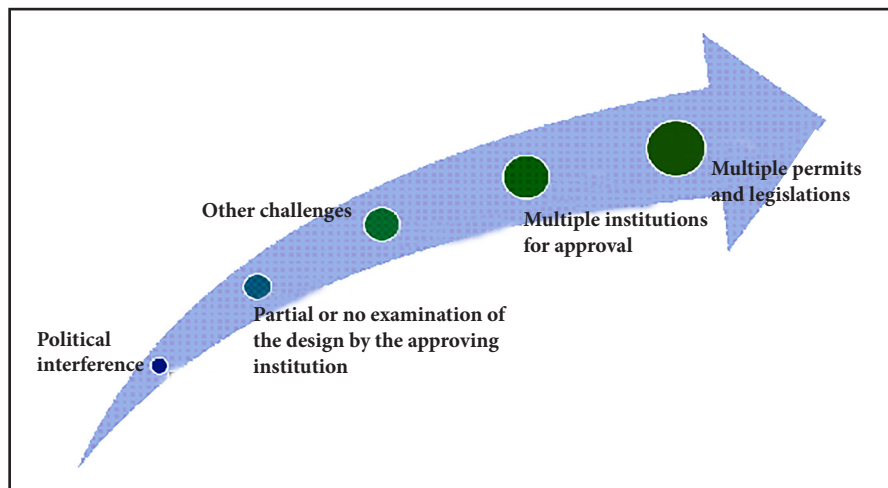 Multiple permits
and legislations
Other challenges
Multiple institutions
for approval
Partial or no examination of
the design by the approving
institution
Political
interference